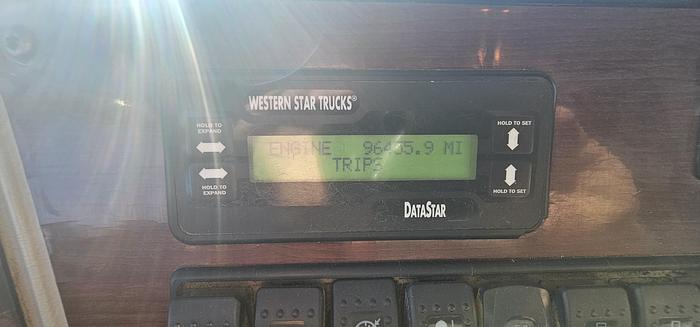 WESTERN STAR TRUCKS®
HOLD TO
EXPAND
HOLD TO
EXPAND
ENGINE 96435.9 MI
TRIPS
HOLD TO SET
HOLD TO SET
DATASTAR